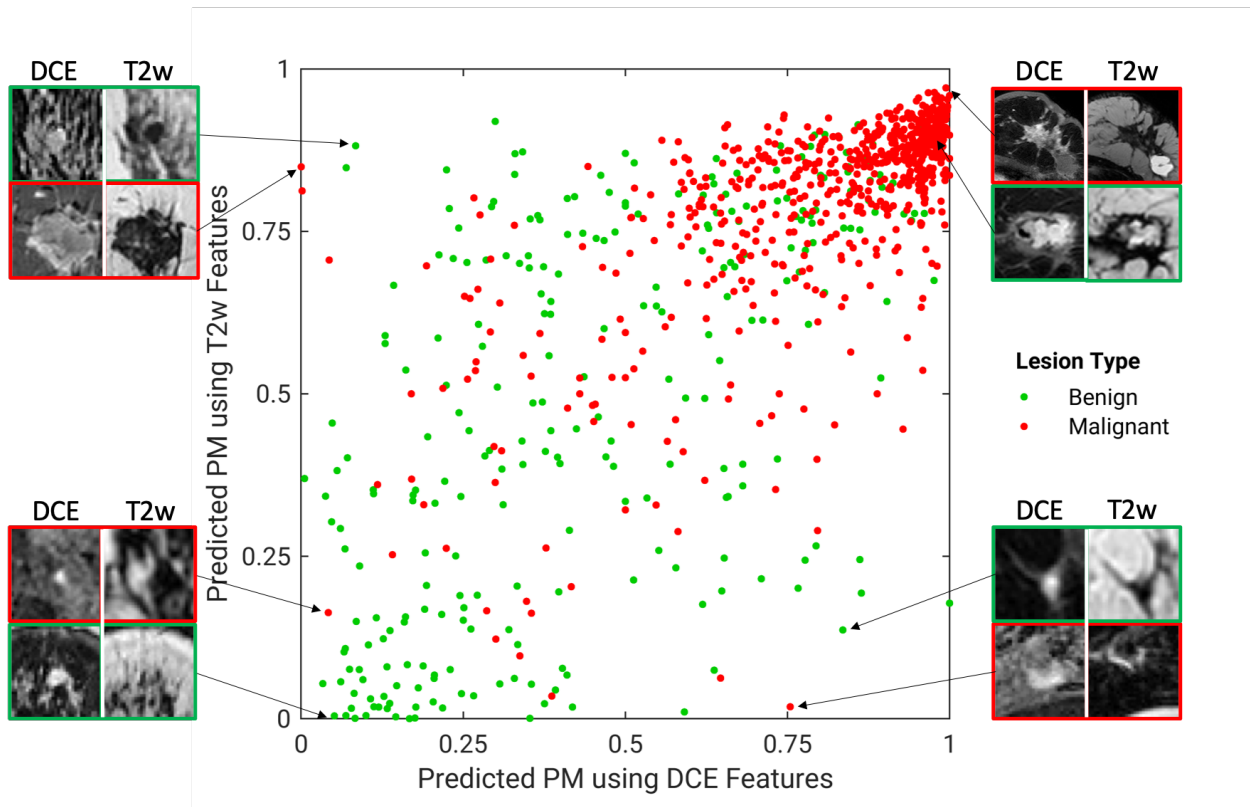 DCE T2w
DCE T2w
1
0.75
0.5
0.25
0
Predicted PM using T2w Features
Lesion Type
Benign
Malignant
DCE T2w
DCE T2w
0 0.25 0.5 0.75 1
Predicted PM using DCE Features